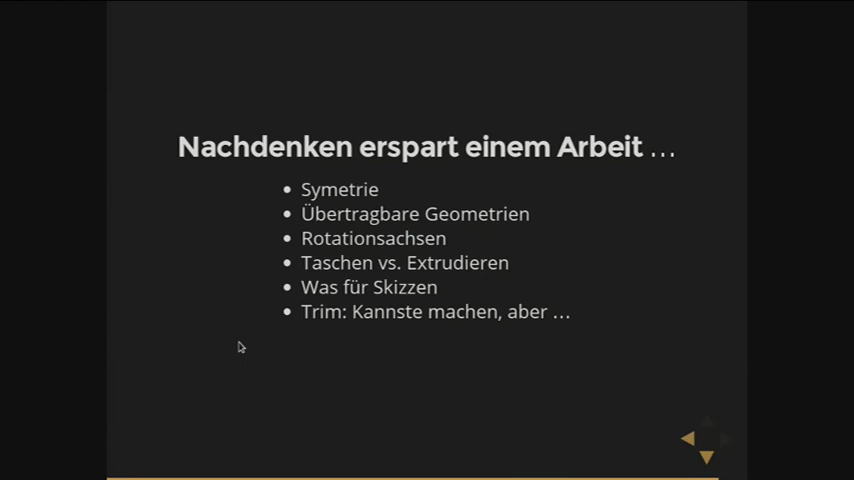 Nachdenken erspart einem Arbeit …
Symetrie
Übertragbare Geometrien
Rotationsachsen
Taschen vs. Extrudieren
Was für Skizzen
Trim: Kannste machen, aber …